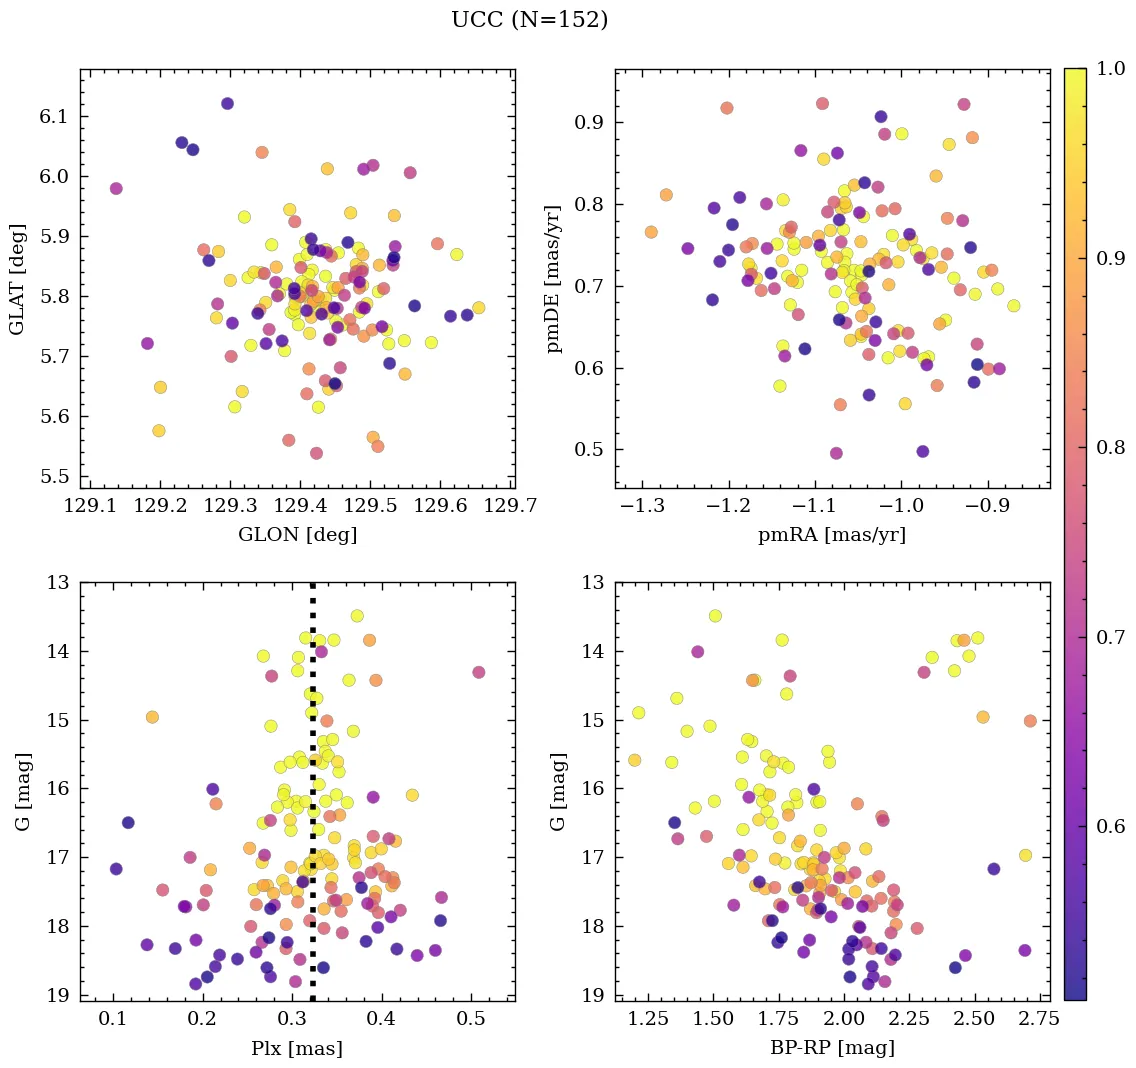 UCC (N=152)
6.1
6.0
5.9
5.8
5.7
5.6
5.5
GLAT [deg]
129.1 129.2 129.3 129.4 129.5 129.6 129.7
GLON [deg]
0.9
0.8
0.7
0.6
0.5
pmDE [mas/yr]
−1.3 −1.2 −1.1 −1.0 −0.9
pmRA [mas/yr]
13
14
15
16
17
18
19
G [mag]
0.1 0.2 0.3 0.4 0.5
Plx [mas]
13
14
15
16
17
18
19
G [mag]
1.25 1.50 1.75 2.00 2.25 2.50 2.75
BP-RP [mag]
1.0
0.9
0.8
0.7
0.6